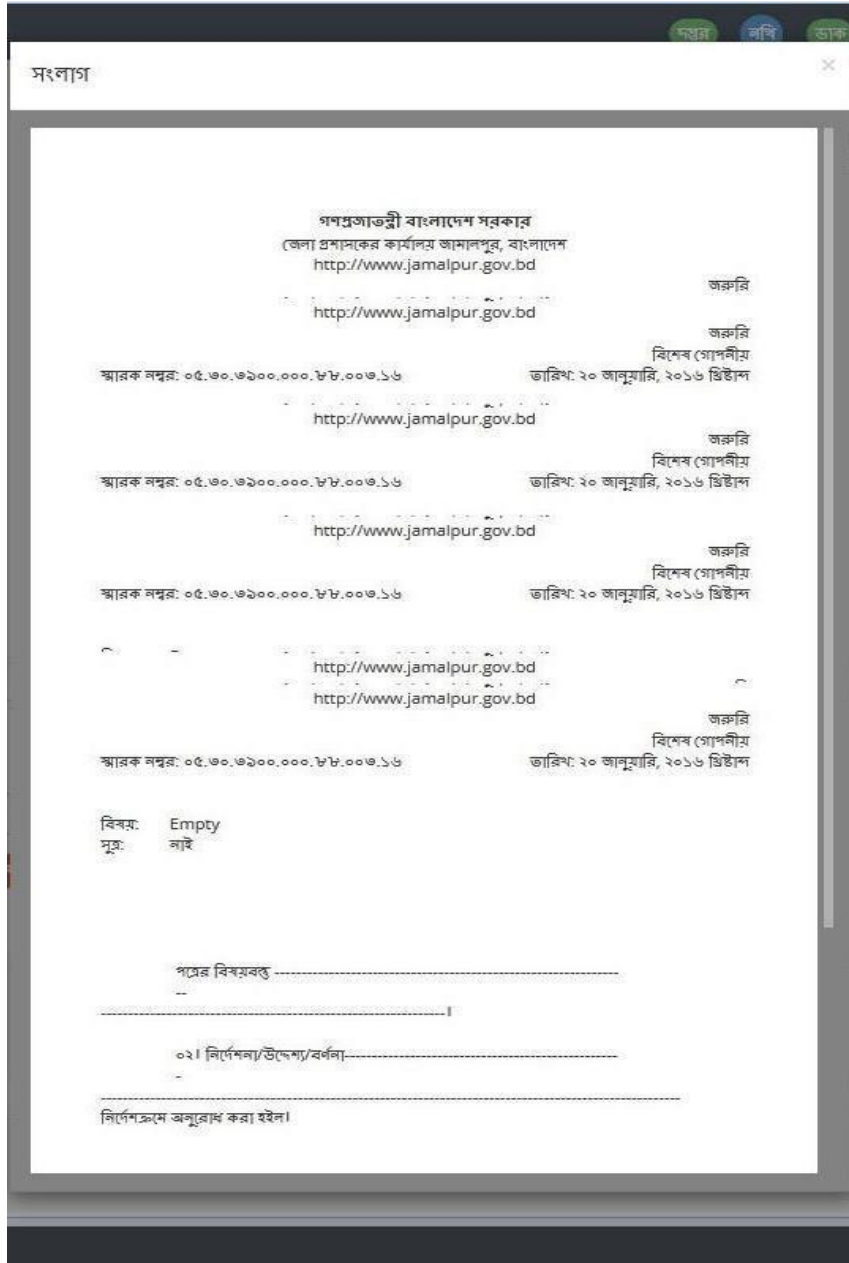 দপ্তর নথি ডাক
সংলাগ
গণপ্রজাতন্ত্রী বাংলাদেশ সরকার
জেলা প্রশাসকের কার্যালয় জামালপুর, বাংলাদেশ
http://www.jamalpur.gov.bd
জরুরি
http://www.jamalpur.gov.bd
জরুরি
বিশেষ গোপনীয়
স্মারক নম্বর: ০৫.৩০.৩৯০০.০০০.৮৮.০০৩.১৬ তারিখ: ২০ জানুয়ারি, ২০১৬ খ্রিষ্টাব্দ
http://www.jamalpur.gov.bd
জরুরি
বিশেষ গোপনীয়
স্মারক নম্বর: ০৫.৩০.৩৯০০.০০০.৮৮.০০৩.১৬ তারিখ: ২০ জানুয়ারি, ২০১৬ খ্রিষ্টাব্দ
http://www.jamalpur.gov.bd
জরুরি
বিশেষ গোপনীয়
স্মারক নম্বর: ০৫.৩০.৩৯০০.০০০.৮৮.০০৩.১৬ তারিখ: ২০ জানুয়ারি, ২০১৬ খ্রিষ্টাব্দ
http://www.jamalpur.gov.bd
http://www.jamalpur.gov.bd
জরুরি
বিশেষ গোপনীয়
স্মারক নম্বর: ০৫.৩০.৩৯০০.০০০.৮৮.০০৩.১৬ তারিখ: ২০ জানুয়ারি, ২০১৬ খ্রিষ্টাব্দ
বিষয়: Empty
সূত্র: নাই
পত্রের বিষয়বস্তু ----------------------------------------------------------------
--
----------------------------------------------------------------।
০২। নির্দেশনা/উদ্দেশ্য/বর্ণনা---------------------------------------------------
-
------------------------------------------------------------------------------------------------------------
নির্দেশক্রমে অনুরোধ করা হইল।